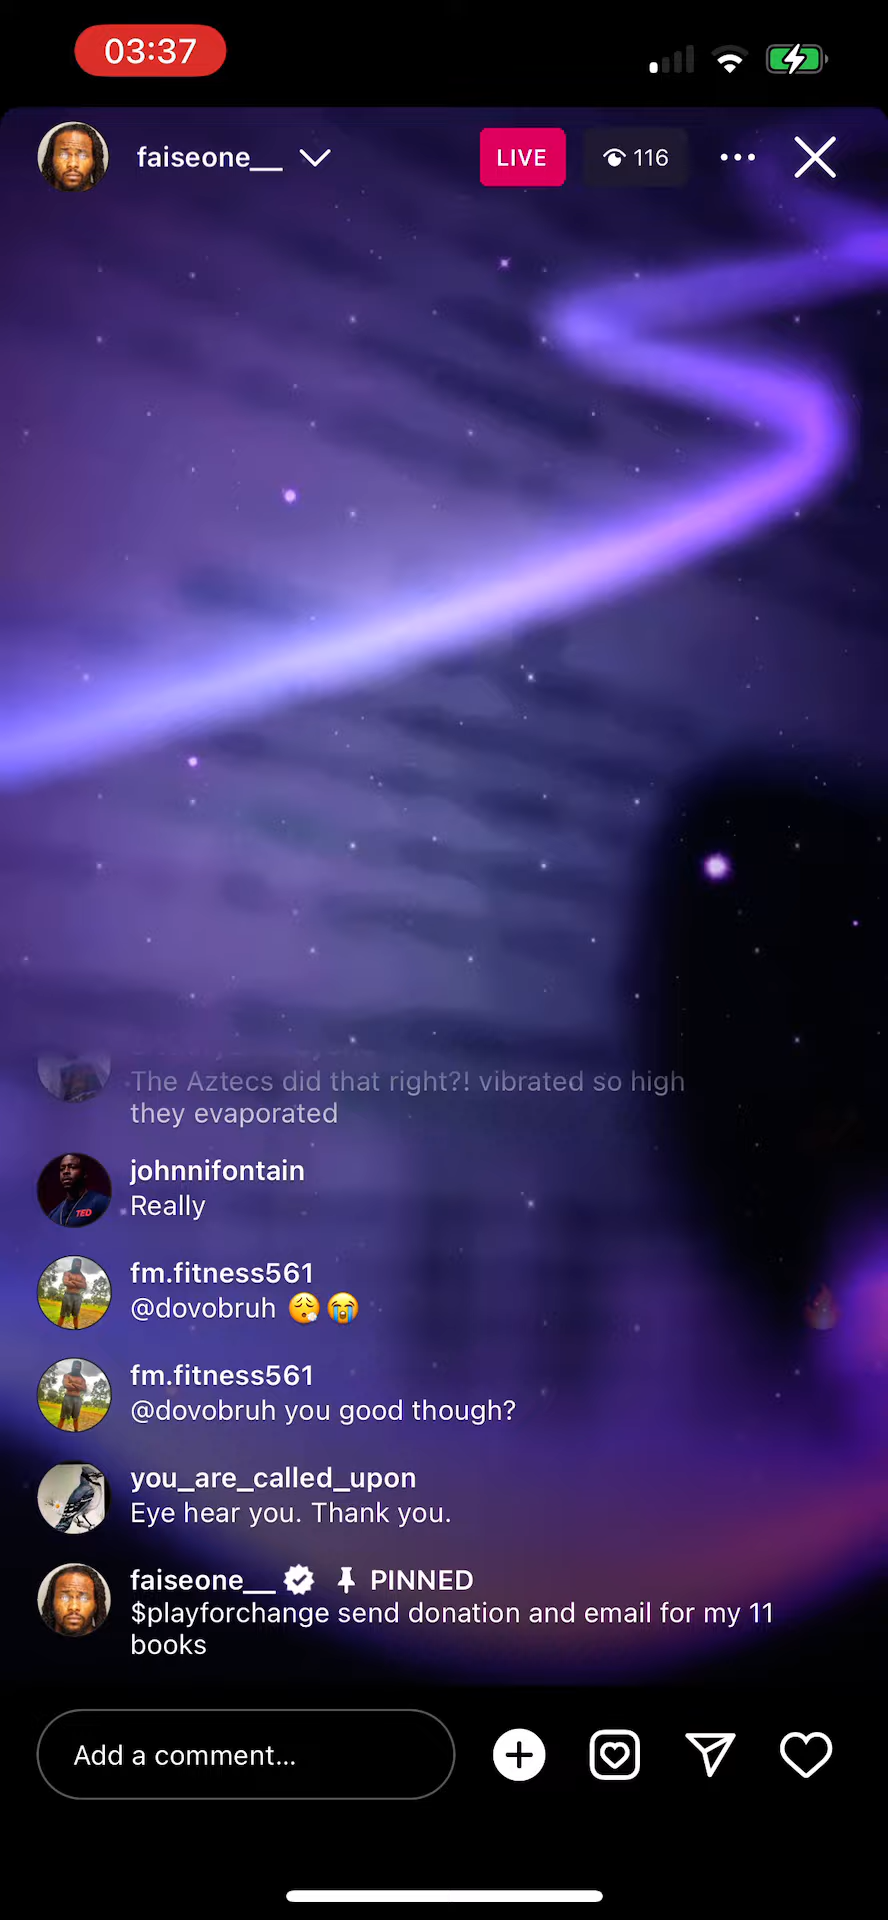 03:37
faiseone__
LIVE
116
The Aztecs did that right?! vibrated so high
they evaporated
johnnifontain
TED
Really
fm.fitness561
@dovobruh 😮‍💨😭
fm.fitness561
@dovobruh you good though?
you_are_called_upon
Eye hear you. Thank you.
faiseone__ PINNED
$playforchange send donation and email for my 11
books
Add a comment...